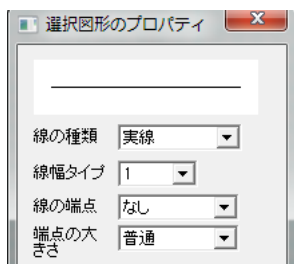 選択図形のプロパティ
線の種類 実線
線幅タイプ 1
線の端点 なし
端点の大 普通
きさ